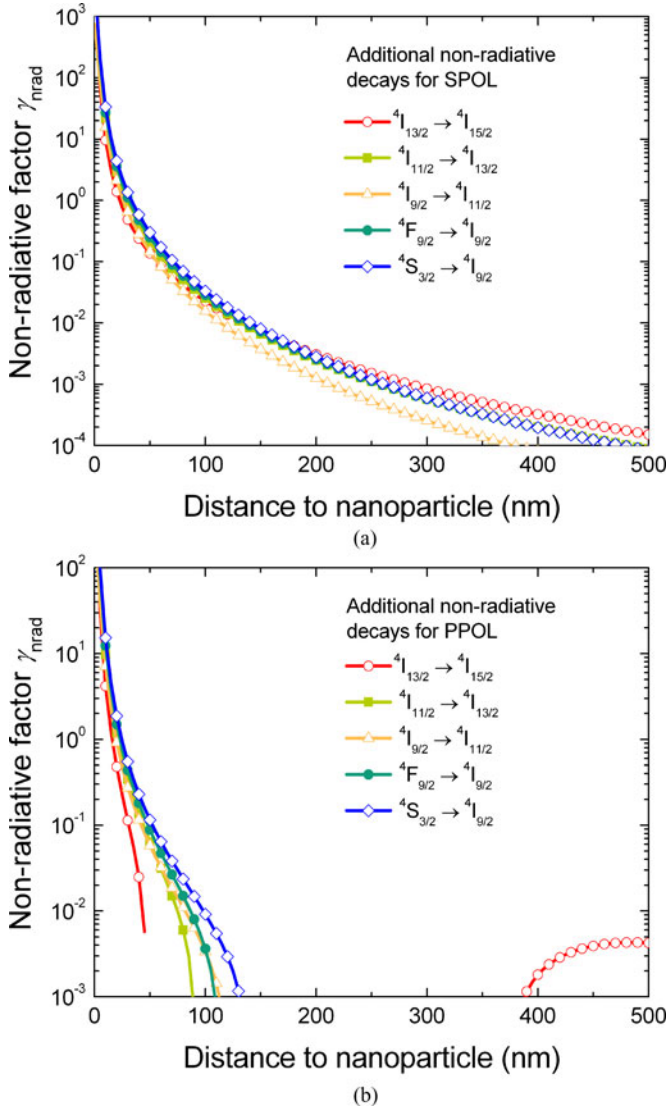 10³
10²
10¹
10⁰
10⁻¹
10⁻²
10⁻³
10⁻⁴
Non-radiative factor γ_nrad
Additional non-radiative
decays for SPOL
⁴I₁₃/₂ → ⁴I₁₅/₂
⁴I₁₁/₂ → ⁴I₁₃/₂
⁴I₉/₂ → ⁴I₁₁/₂
⁴F₉/₂ → ⁴I₉/₂
⁴S₃/₂ → ⁴I₉/₂
0 100 200 300 400 500
Distance to nanoparticle (nm)
(a)
10²
10¹
10⁰
10⁻¹
10⁻²
10⁻³
Non-radiative factor γ_nrad
Additional non-radiative
decays for PPOL
⁴I₁₃/₂ → ⁴I₁₅/₂
⁴I₁₁/₂ → ⁴I₁₃/₂
⁴I₉/₂ → ⁴I₁₁/₂
⁴F₉/₂ → ⁴I₉/₂
⁴S₃/₂ → ⁴I₉/₂
0 100 200 300 400 500
Distance to nanoparticle (nm)
(b)